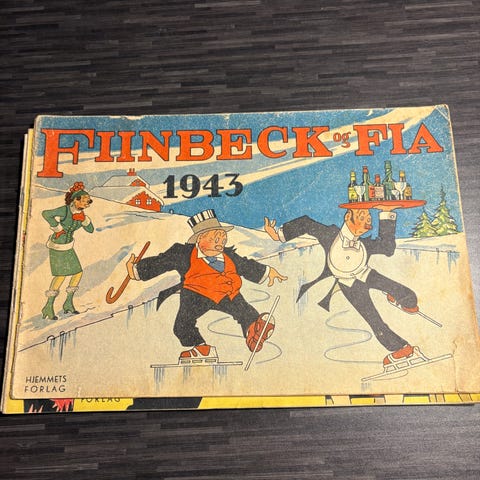 FIINBECK og FIA
1943
HJEMMETS
FORLAG
FORLAG